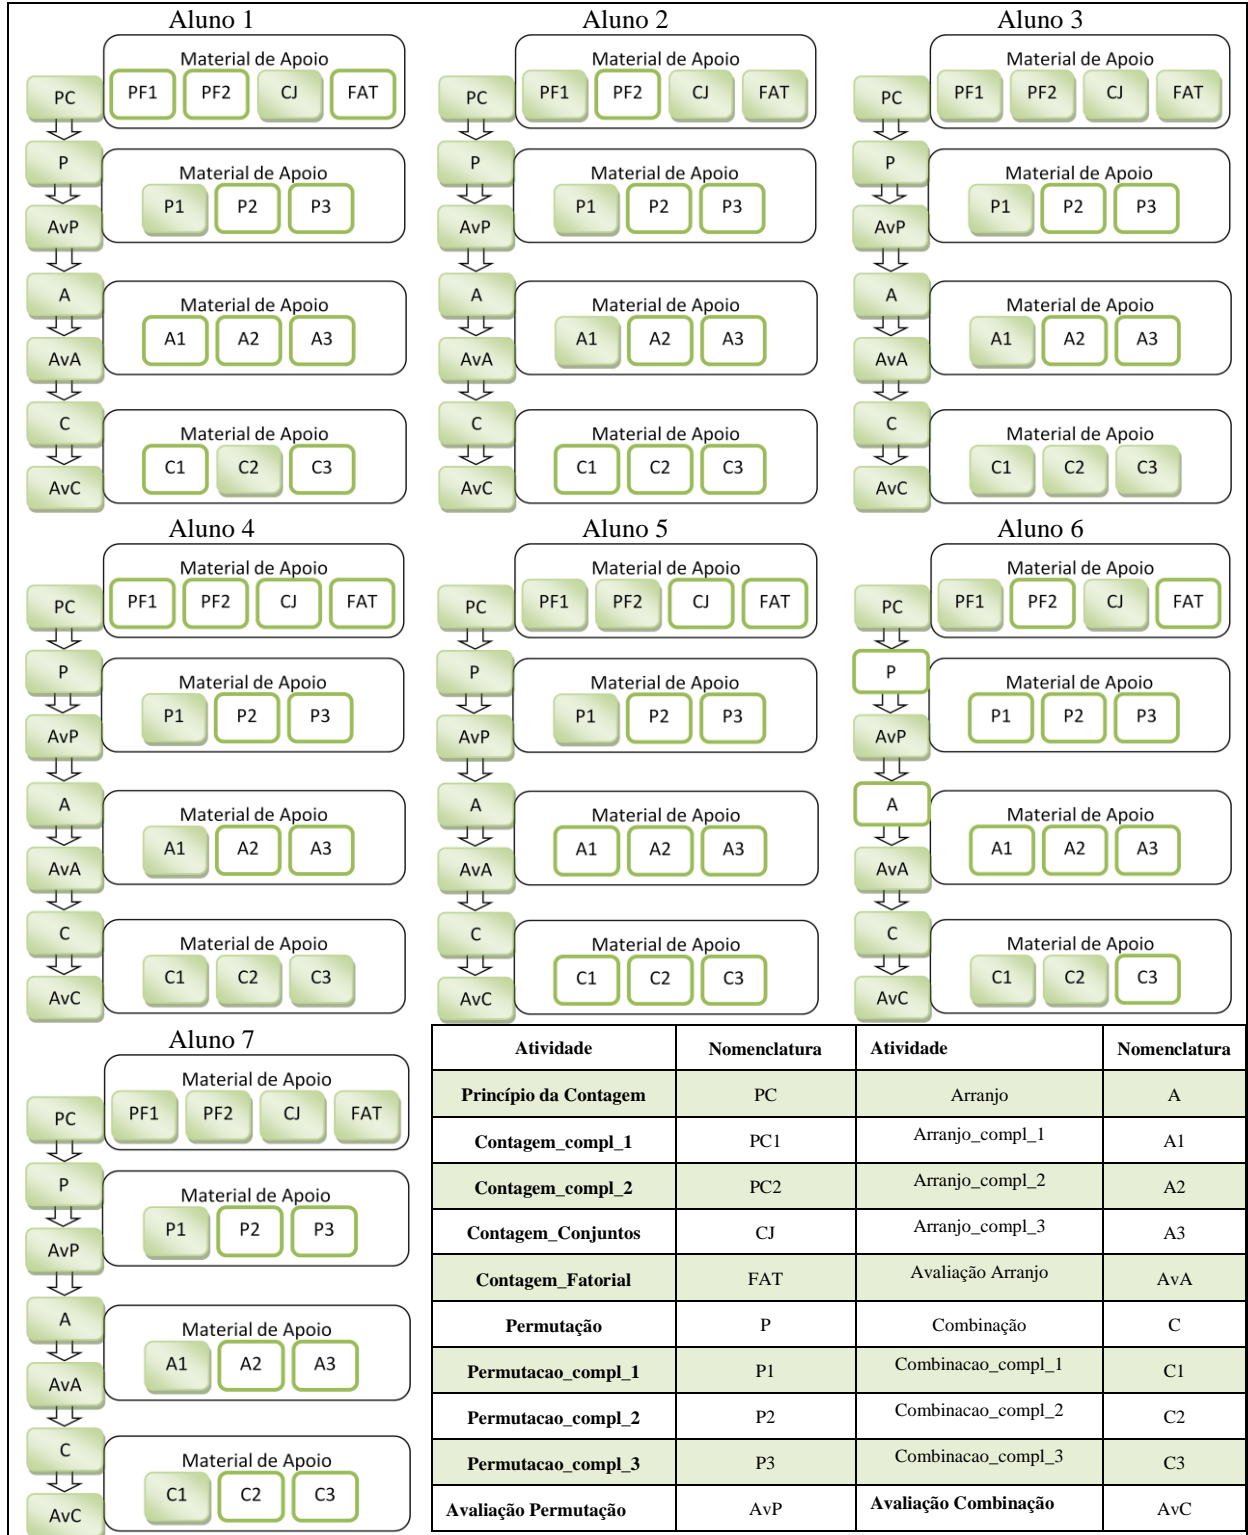 Aluno 1
Material de Apoio
PC PF1 PF2 CJ FAT
P
Material de Apoio
P1 P2 P3
AvP
A
Material de Apoio
A1 A2 A3
AvA
C
Material de Apoio
C1 C2 C3
AvC
Aluno 2
Material de Apoio
PC PF1 PF2 CJ FAT
P
Material de Apoio
P1 P2 P3
AvP
A
Material de Apoio
A1 A2 A3
AvA
C
Material de Apoio
C1 C2 C3
AvC
Aluno 3
Material de Apoio
PC PF1 PF2 CJ FAT
P
Material de Apoio
P1 P2 P3
AvP
A
Material de Apoio
A1 A2 A3
AvA
C
Material de Apoio
C1 C2 C3
AvC
Aluno 4
Material de Apoio
PC PF1 PF2 CJ FAT
P
Material de Apoio
P1 P2 P3
AvP
A
Material de Apoio
A1 A2 A3
AvA
C
Material de Apoio
C1 C2 C3
AvC
Aluno 5
Material de Apoio
PC PF1 PF2 CJ FAT
P
Material de Apoio
P1 P2 P3
AvP
A
Material de Apoio
A1 A2 A3
AvA
C
Material de Apoio
C1 C2 C3
AvC
Aluno 6
Material de Apoio
PC PF1 PF2 CJ FAT
P
Material de Apoio
P1 P2 P3
AvP
A
Material de Apoio
A1 A2 A3
AvA
C
Material de Apoio
C1 C2 C3
AvC
Aluno 7
Material de Apoio
PC PF1 PF2 CJ FAT
P
Material de Apoio
P1 P2 P3
AvP
A
Material de Apoio
A1 A2 A3
AvA
C
Material de Apoio
C1 C2 C3
AvC
Atividade Nomenclatura Atividade Nomenclatura
Princípio da Contagem PC Arranjo A
Contagem_compl_1 PC1 Arranjo_compl_1 A1
Contagem_compl_2 PC2 Arranjo_compl_2 A2
Contagem_Conjuntos CJ Arranjo_compl_3 A3
Contagem_Fatorial FAT Avaliação Arranjo AvA
Permutação P Combinação C
Permutacao_compl_1 P1 Combinacao_compl_1 C1
Permutacao_compl_2 P2 Combinacao_compl_2 C2
Permutacao_compl_3 P3 Combinacao_compl_3 C3
Avaliação Permutação AvP Avaliação Combinação AvC